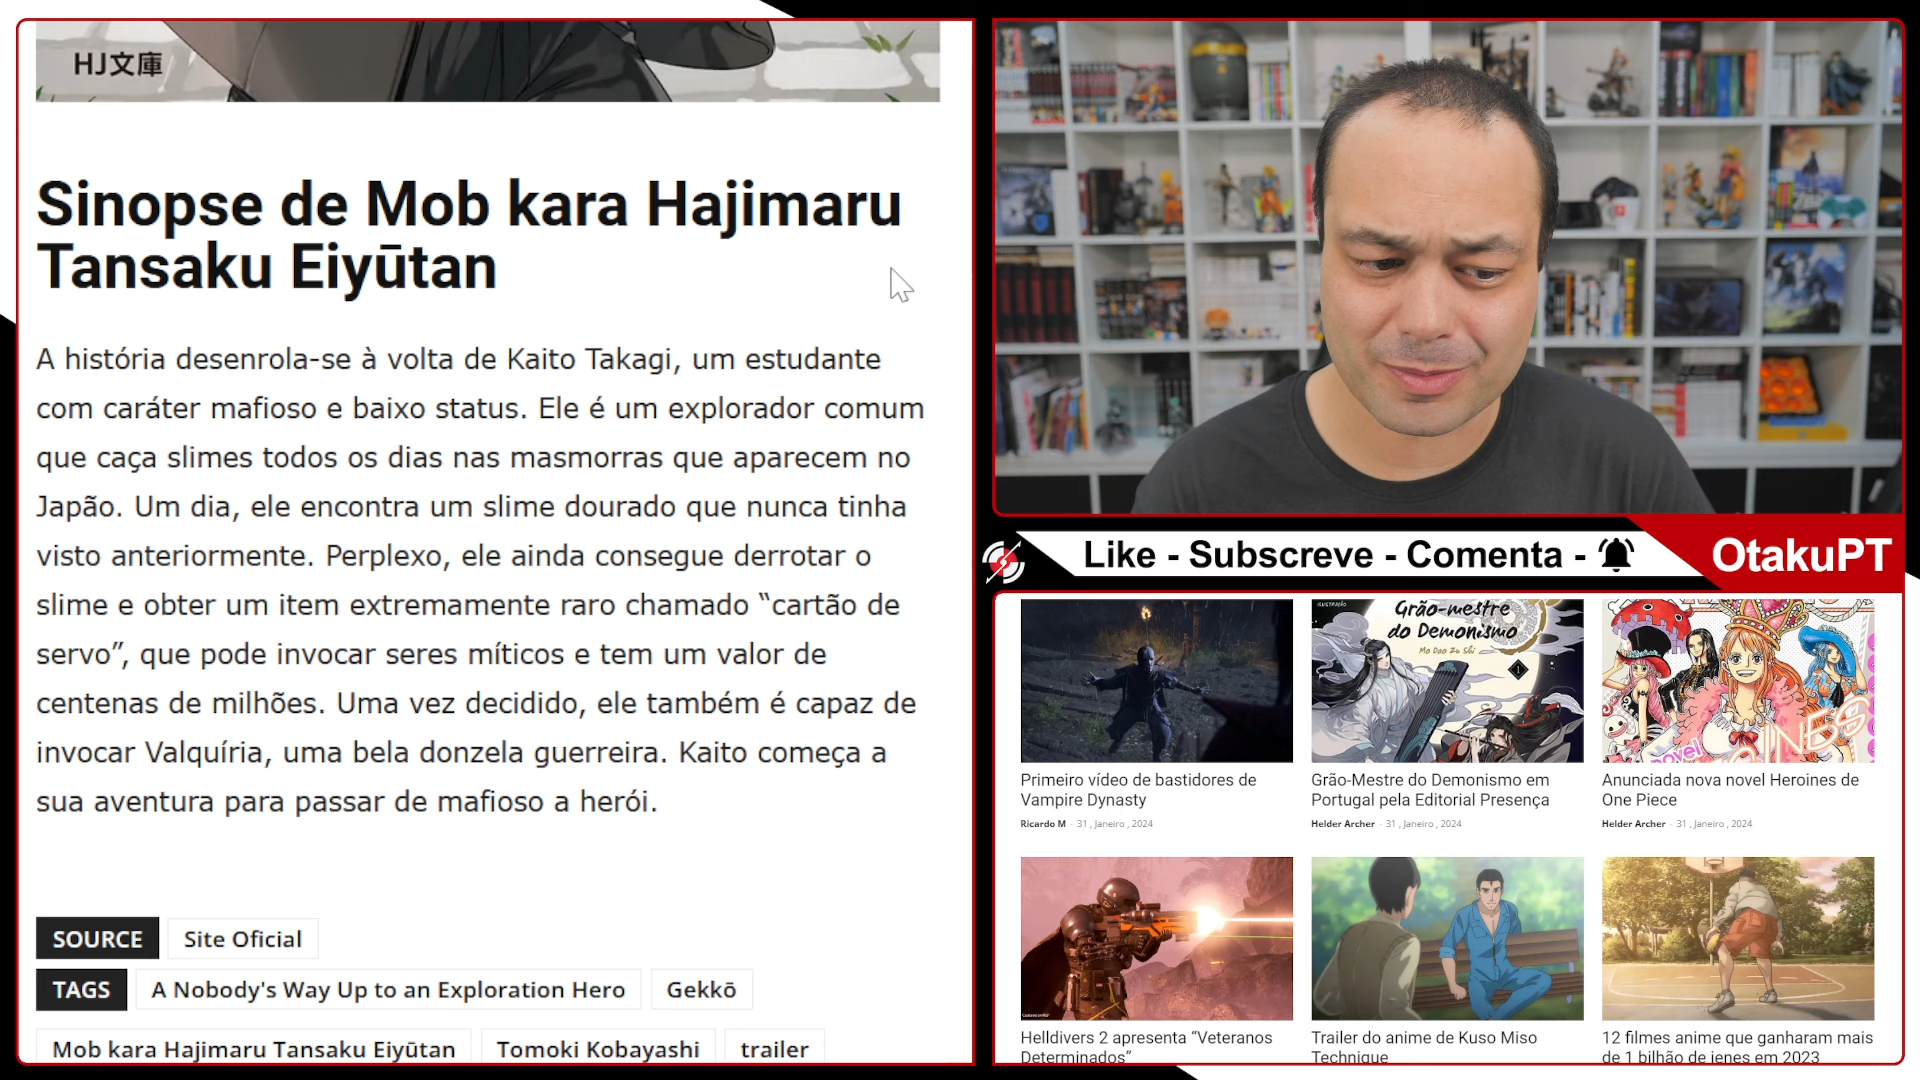 HJ文庫
Sinopse de Mob kara Hajimaru
Tansaku Eiyūtan
A história desenrola-se à volta de Kaito Takagi, um estudante
com caráter mafioso e baixo status. Ele é um explorador comum
que caça slimes todos os dias nas masmorras que aparecem no
Japão. Um dia, ele encontra um slime dourado que nunca tinha
visto anteriormente. Perplexo, ele ainda consegue derrotar o
slime e obter um item extremamente raro chamado “cartão de
servo”, que pode invocar seres míticos e tem um valor de
centenas de milhões. Uma vez decidido, ele também é capaz de
invocar Valquíria, uma bela donzela guerreira. Kaito começa a
sua aventura para passar de mafioso a herói.
SOURCE Site Oficial
TAGS A Nobody's Way Up to an Exploration Hero Gekkō
Mob kara Hajimaru Tansaku Eiyūtan Tomoki Kobayashi trailer
Like - Subscreve - Comenta -
OtakuPT
Grão-mestre
do Demonismo
Mo Dao Zu Shi
1
novel
Primeiro vídeo de bastidores de
Vampire Dynasty
Ricardo M - 31 , Janeiro , 2024
Grão-Mestre do Demonismo em
Portugal pela Editorial Presença
Helder Archer - 31 , Janeiro , 2024
Anunciada nova novel Heroines de
One Piece
Helder Archer - 31 , Janeiro , 2024
Helldivers 2 apresenta “Veteranos
Determinados”
Trailer do anime de Kuso Miso
Technique
12 filmes anime que ganharam mais
de 1 bilhão de ienes em 2023